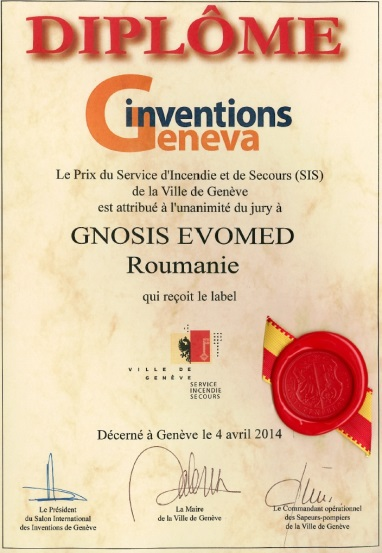 DIPLÔME
inventions
Geneva
Le Prix du Service d'Incendie et de Secours (SIS)
de la Ville de Genève
est attribué à l'unanimité du jury à
GNOSIS EVOMED
Roumanie
qui reçoit le label
VILLE DE
GENÈVE
SERVICE
INCENDIE
SECOURS
Décerné à Genève le 4 avril 2014
Le Président
du Salon International
des Inventions de Genève
La Maire
de la Ville de Genève
Le Commandant opérationnel
des Sapeurs-pompiers
de la Ville de Genève